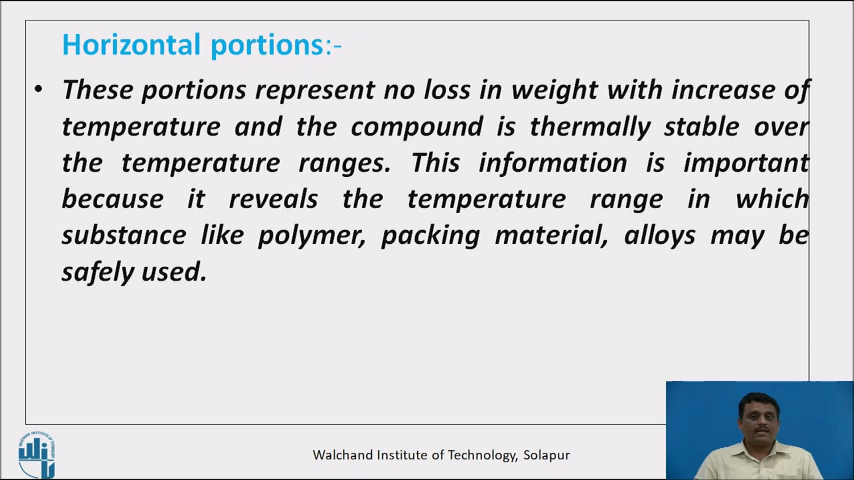 Horizontal portions:-
• These portions represent no loss in weight with increase of
temperature and the compound is thermally stable over
the temperature ranges. This information is important
because it reveals the temperature range in which
substance like polymer, packing material, alloys may be
safely used.
Walchand Institute of Technology, Solapur